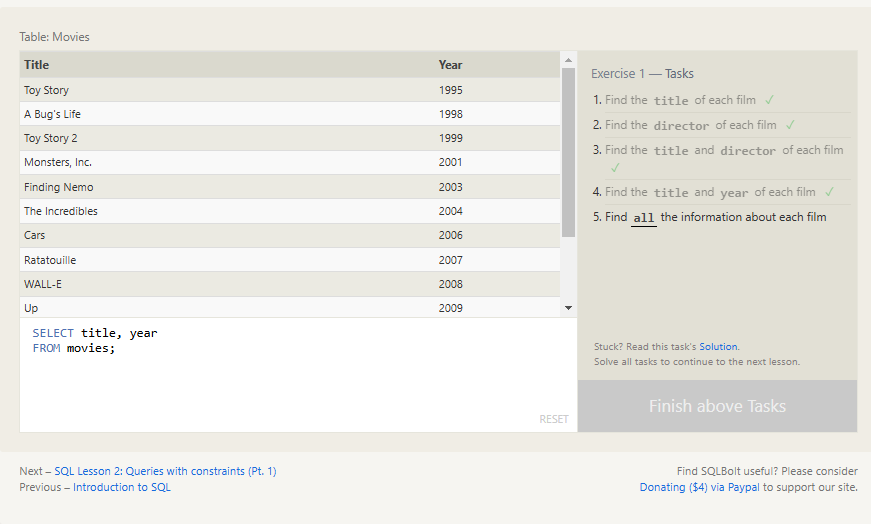 Table: Movies
Title Year
Toy Story 1995
A Bug's Life 1998
Toy Story 2 1999
Monsters, Inc. 2001
Finding Nemo 2003
The Incredibles 2004
Cars 2006
Ratatouille 2007
WALL-E 2008
Up 2009
SELECT title, year
FROM movies;
RESET
Exercise 1 — Tasks
1. Find the title of each film ✓
2. Find the director of each film ✓
3. Find the title and director of each film
✓
4. Find the title and year of each film ✓
5. Find all the information about each film
Stuck? Read this task's Solution.
Solve all tasks to continue to the next lesson.
Finish above Tasks
Next – SQL Lesson 2: Queries with constraints (Pt. 1)
Previous – Introduction to SQL
Find SQLBolt useful? Please consider
Donating ($4) via Paypal to support our site.